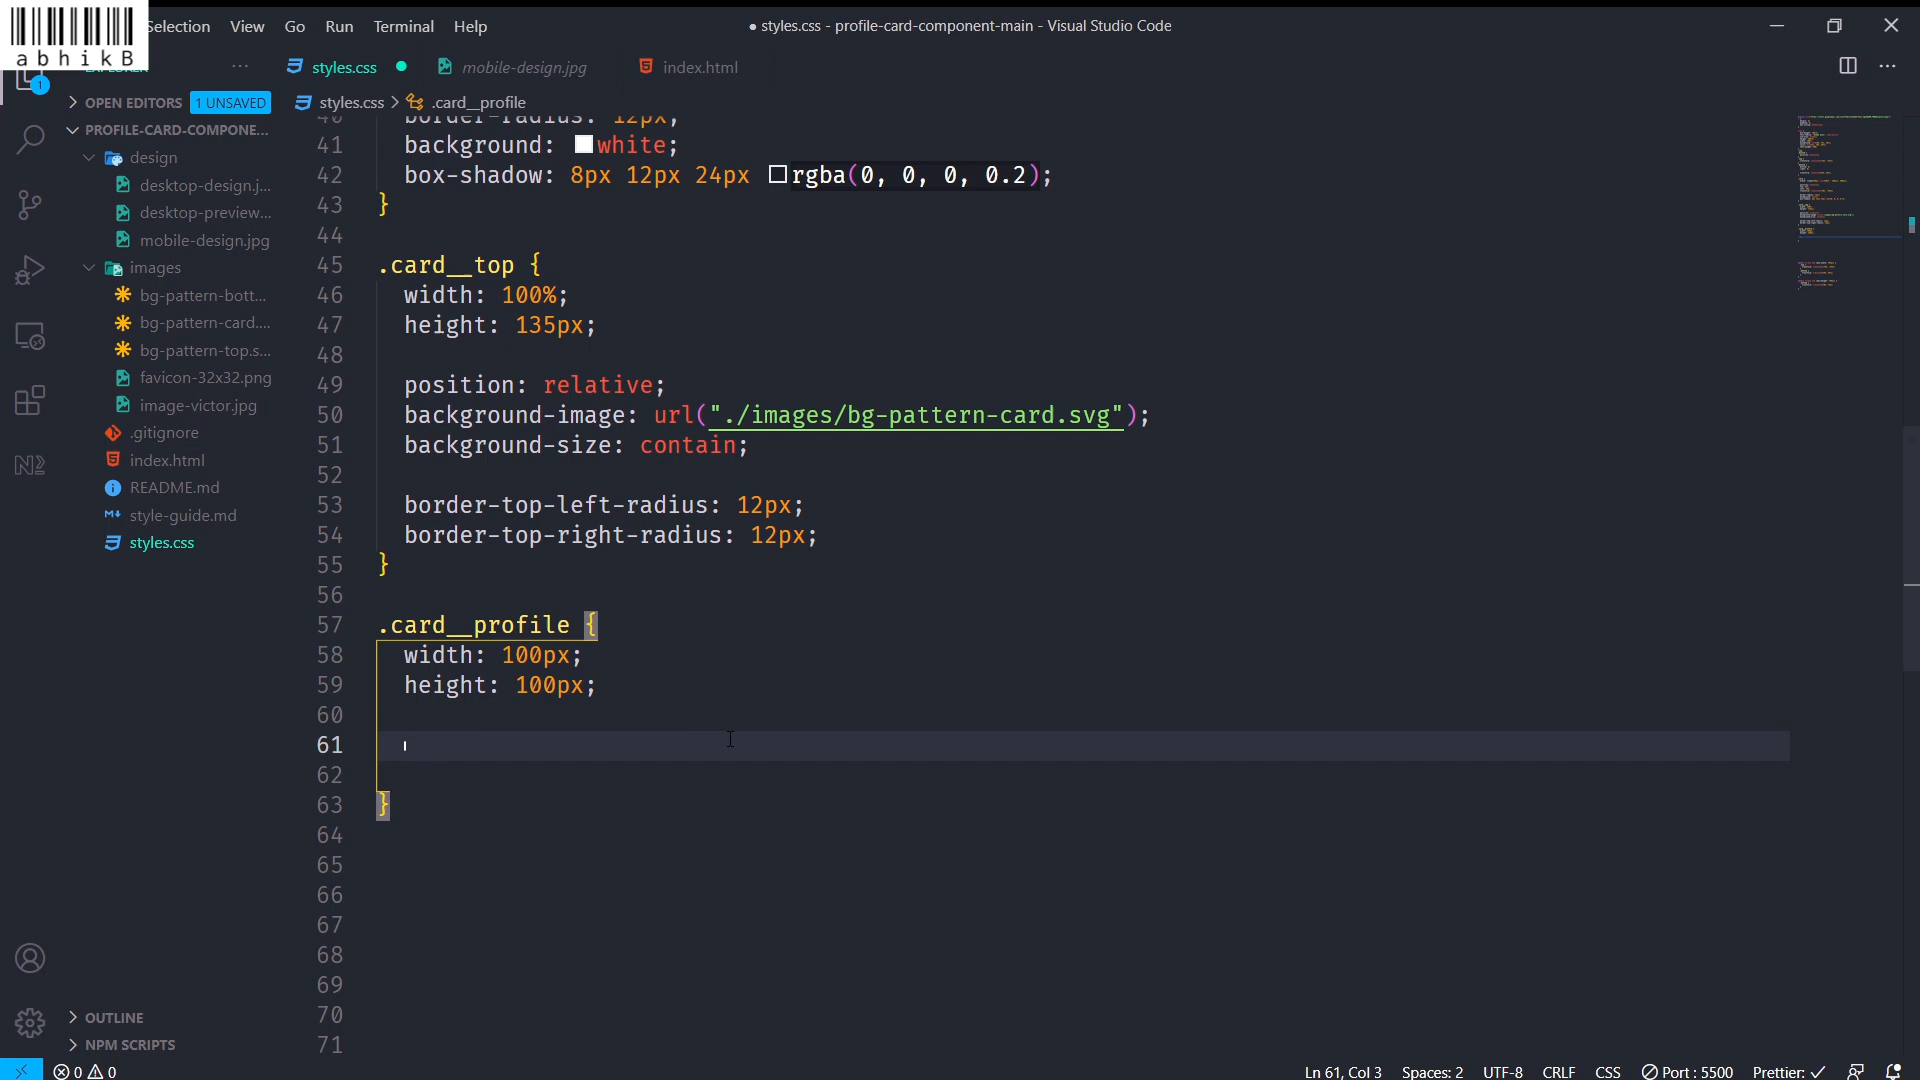 abhikB
Selection View Go Run Terminal Help
● styles.css - profile-card-component-main - Visual Studio Code
EXPLORER
···
styles.css ●
mobile-design.jpg
index.html
···
1
OPEN EDITORS 1 UNSAVED
styles.css > .card__profile
PROFILE-CARD-COMPONE...
design
desktop-design.j...
desktop-preview...
mobile-design.jpg
images
bg-pattern-bott...
bg-pattern-card....
bg-pattern-top.s...
favicon-32x32.png
image-victor.jpg
.gitignore
index.html
README.md
style-guide.md
styles.css
OUTLINE
NPM SCRIPTS
40 border-radius: 12px;
41 background: white;
42 box-shadow: 8px 12px 24px rgba(0, 0, 0, 0.2);
43 }
44
45 .card__top {
46 width: 100%;
47 height: 135px;
48
49 position: relative;
50 background-image: url("./images/bg-pattern-card.svg");
51 background-size: contain;
52
53 border-top-left-radius: 12px;
54 border-top-right-radius: 12px;
55 }
56
57 .card__profile {
58 width: 100px;
59 height: 100px;
60
61
62
63 }
64
65
66
67
68
69
70
71
0 0
Ln 61, Col 3 Spaces: 2 UTF-8 CRLF CSS Port : 5500 Prettier: ✓